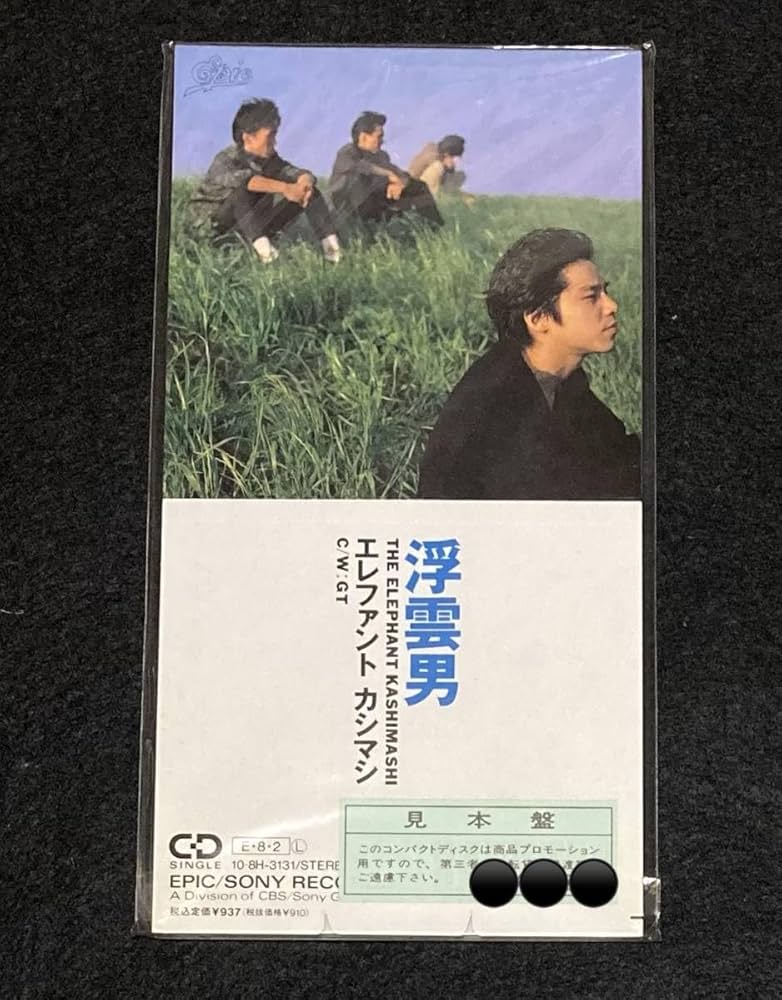 Epic
浮雲男
THE ELEPHANT KASHIMASHI
エレファント カシマシ
C/W:GT
見本盤
このコンパクトディスクは商品プロモーション
用ですので、第三者
ご遠慮下さい。
CD
SINGLE
E・8・2 L
10・8H-3131/STERE
EPIC/SONY RECO
A Division of CBS/Sony G
税込定価¥937(税抜価格¥910)